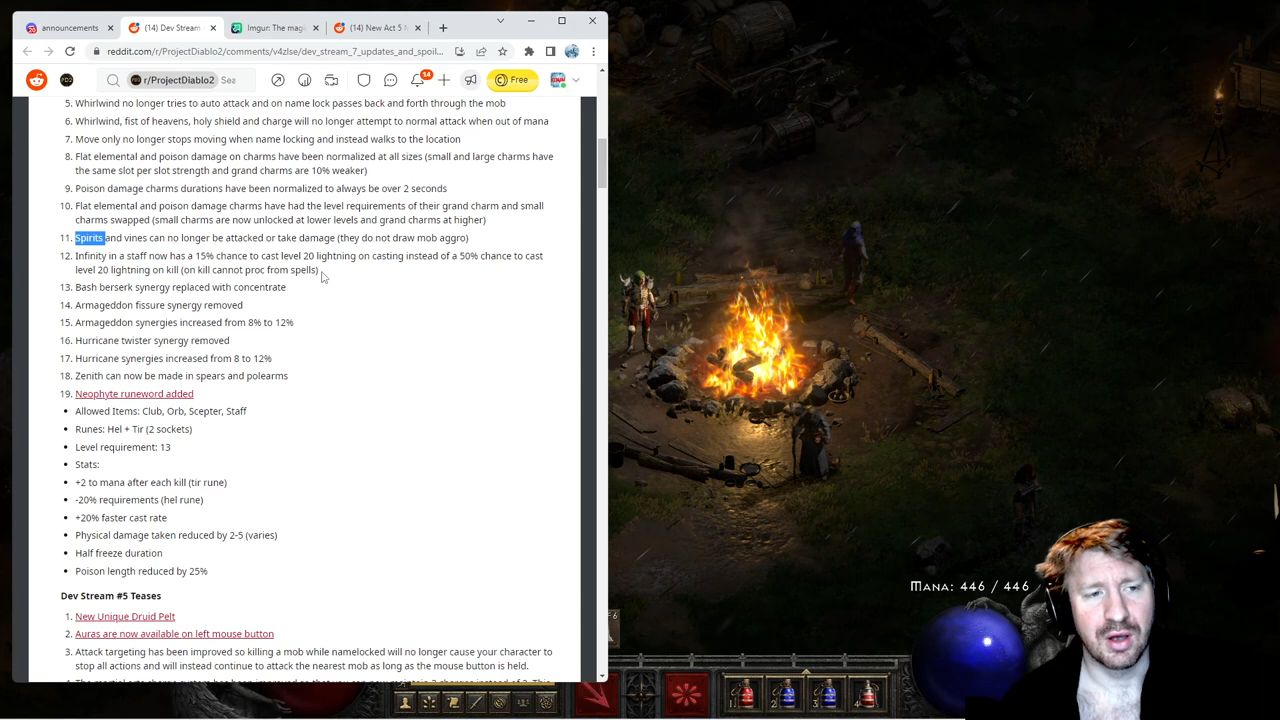 announcements
(14) Dev Stream
Imgur: The mag
(14) New Act 5 M
reddit.com/r/ProjectDiablo2/comments/v4zlse/dev_stream_7_updates_and_spoil...
r/ProjectDiablo2
Sea
14
Free
5. Whirlwind no longer tries to auto attack and on name lock passes back and forth through the mob
6. Whirlwind, fist of heavens, holy shield and charge will no longer attempt to normal attack when out of mana
7. Move only no longer stops moving when name locking and instead walks to the location
8. Flat elemental and poison damage on charms have been normalized at all sizes (small and large charms have
the same slot per slot strength and grand charms are 10% weaker)
9. Poison damage charms durations have been normalized to always be over 2 seconds
10. Flat elemental and poison damage charms have had the level requirements of their grand charm and small
charms swapped (small charms are now unlocked at lower levels and grand charms at higher)
11. Spirits and vines can no longer be attacked or take damage (they do not draw mob aggro)
12. Infinity in a staff now has a 15% chance to cast level 20 lightning on casting instead of a 50% chance to cast
level 20 lightning on kill (on kill cannot proc from spells)
13. Bash berserk synergy replaced with concentrate
14. Armageddon fissure synergy removed
15. Armageddon synergies increased from 8% to 12%
16. Hurricane twister synergy removed
17. Hurricane synergies increased from 8 to 12%
18. Zenith can now be made in spears and polearms
19. Neophyte runeword added
• Allowed Items: Club, Orb, Scepter, Staff
• Runes: Hel + Tir (2 sockets)
• Level requirement: 13
• Stats:
• +2 to mana after each kill (tir rune)
• -20% requirements (hel rune)
• +20% faster cast rate
• Physical damage taken reduced by 2-5 (varies)
• Half freeze duration
• Poison length reduced by 25%
Dev Stream #5 Teases
1. New Unique Druid Pelt
2. Auras are now available on left mouse button
3. Attack targeting has been improved so killing a mob while namelocked will no longer cause your character to
stop all actions and will instead continue to attack the nearest mob as long as the mouse button is held.
Mana: 446 / 446
F6
1
2
3
4